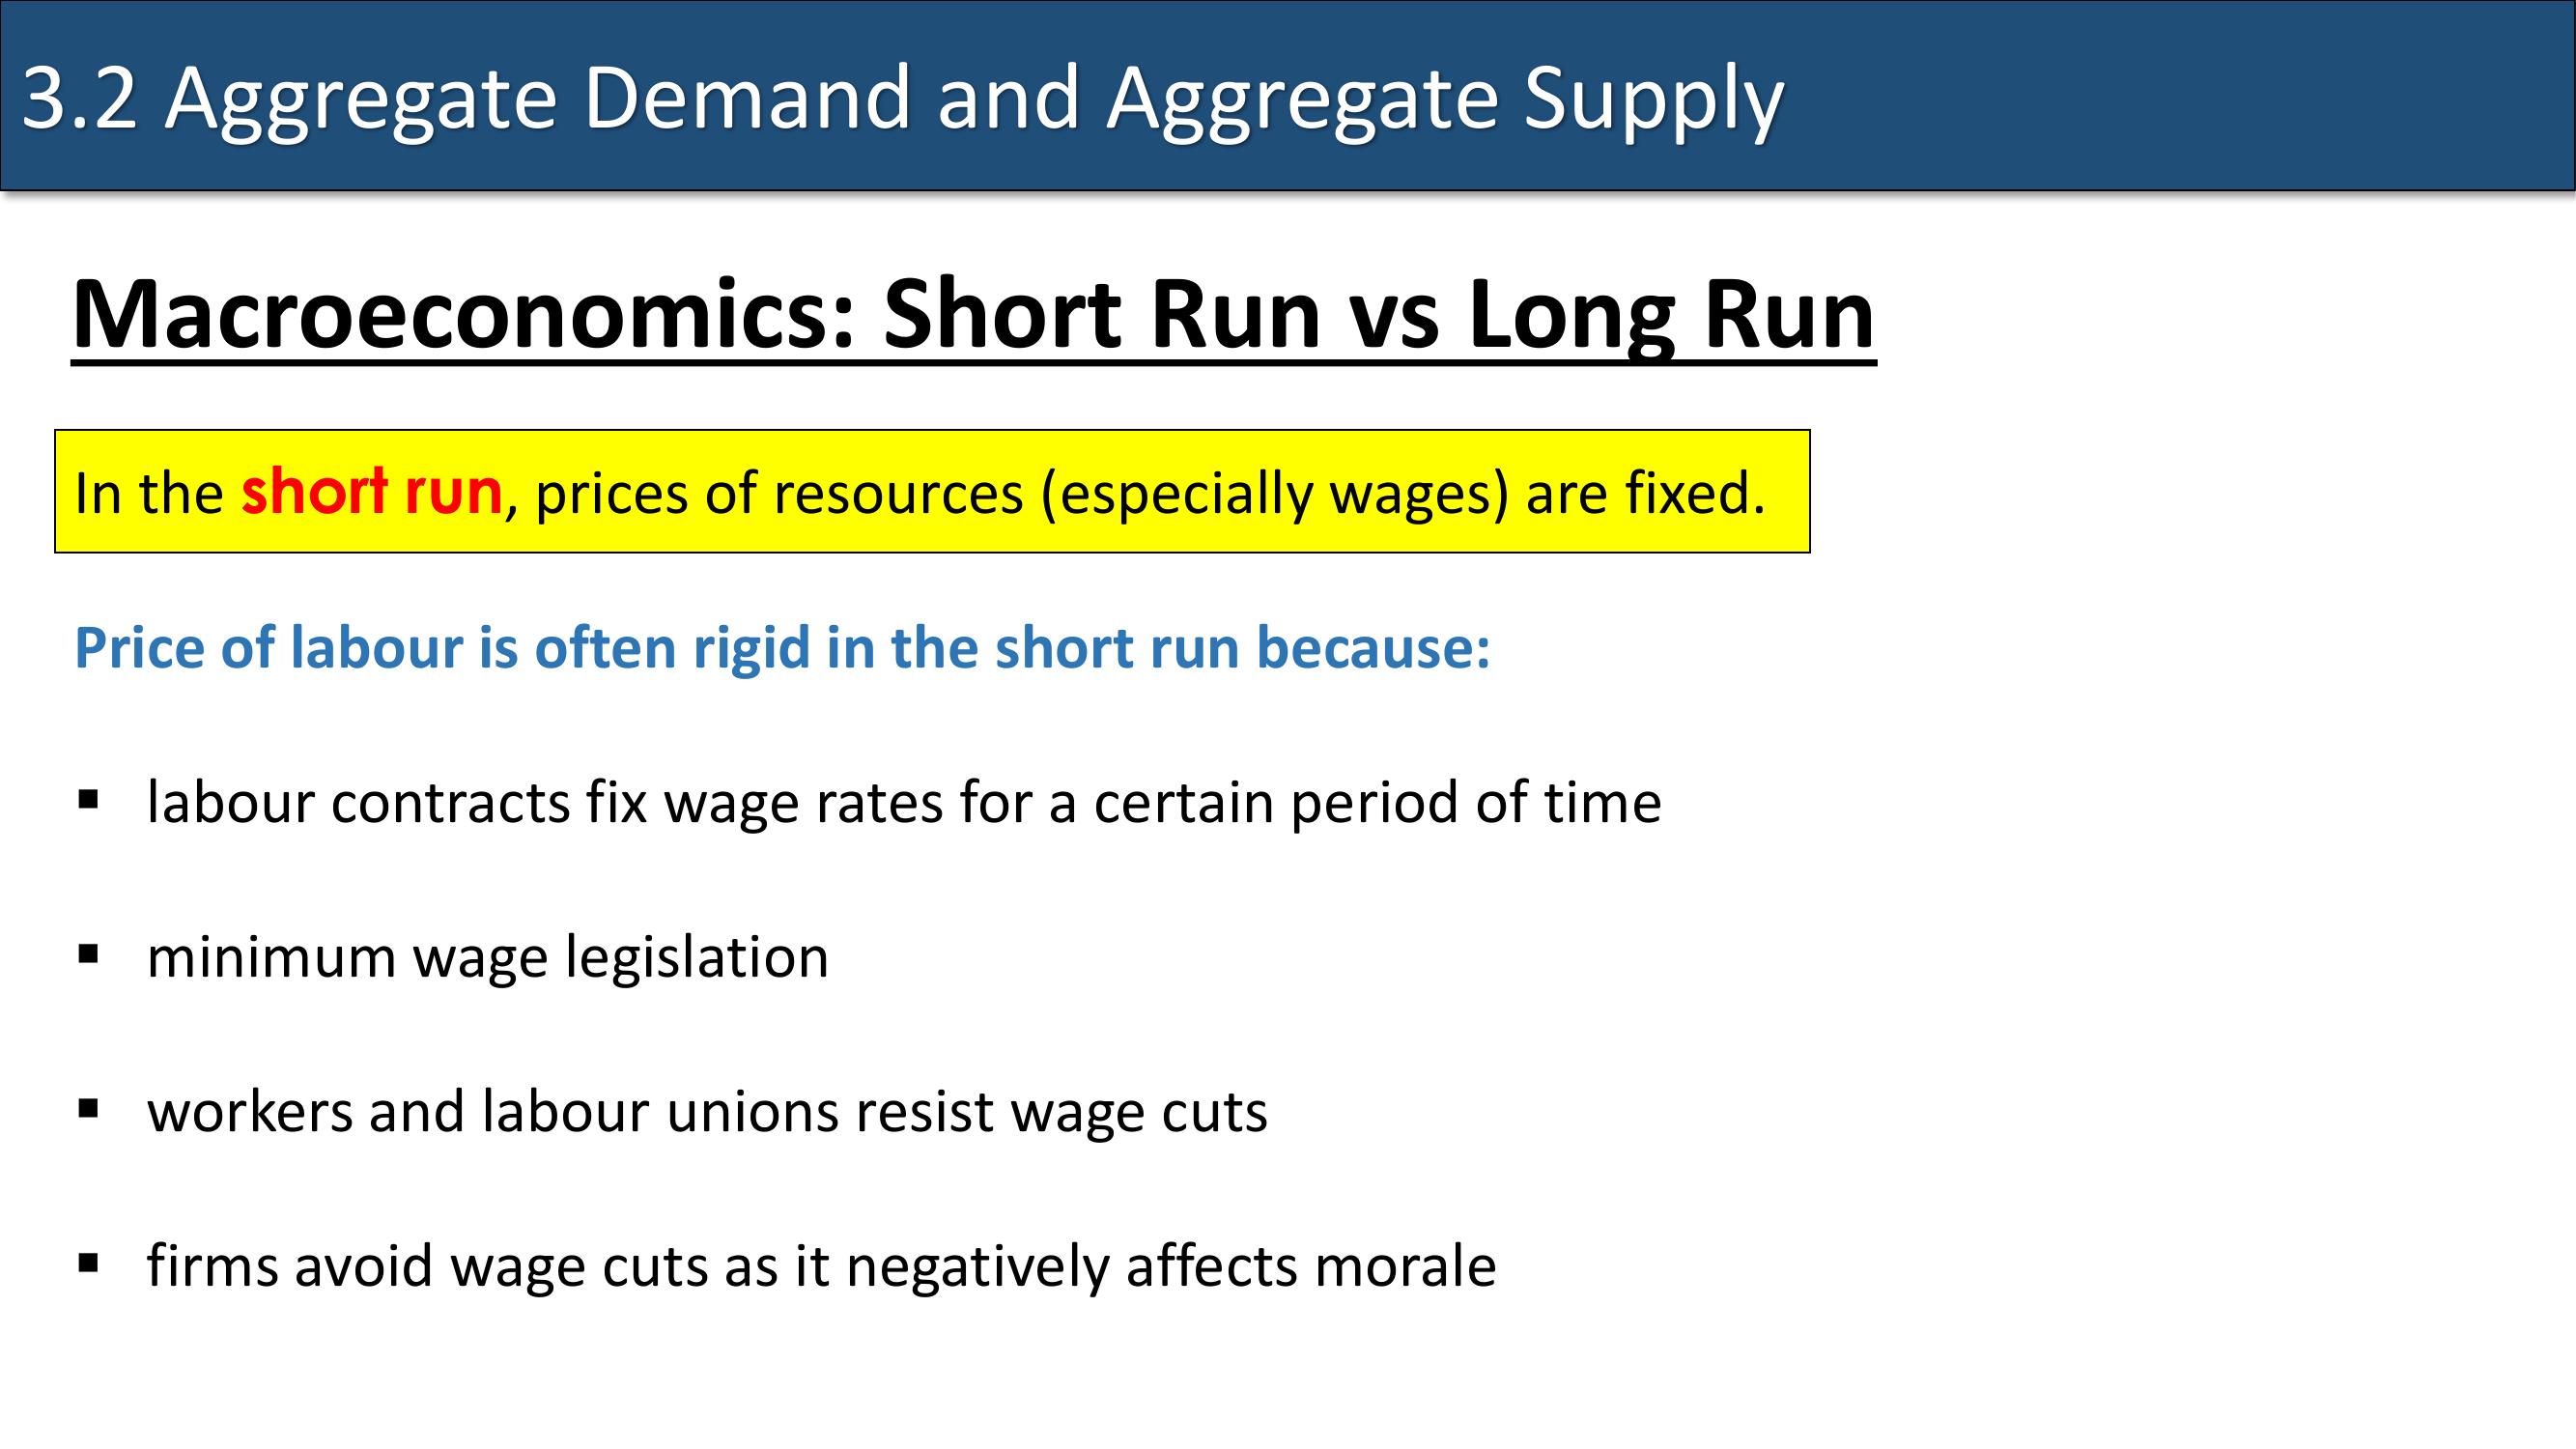 3.2 Aggregate Demand and Aggregate Supply
Macroeconomics: Short Run vs Long Run
In the short run, prices of resources (especially wages) are fixed.
Price of labour is often rigid in the short run because:
▪ labour contracts fix wage rates for a certain period of time
▪ minimum wage legislation
▪ workers and labour unions resist wage cuts
▪ firms avoid wage cuts as it negatively affects morale